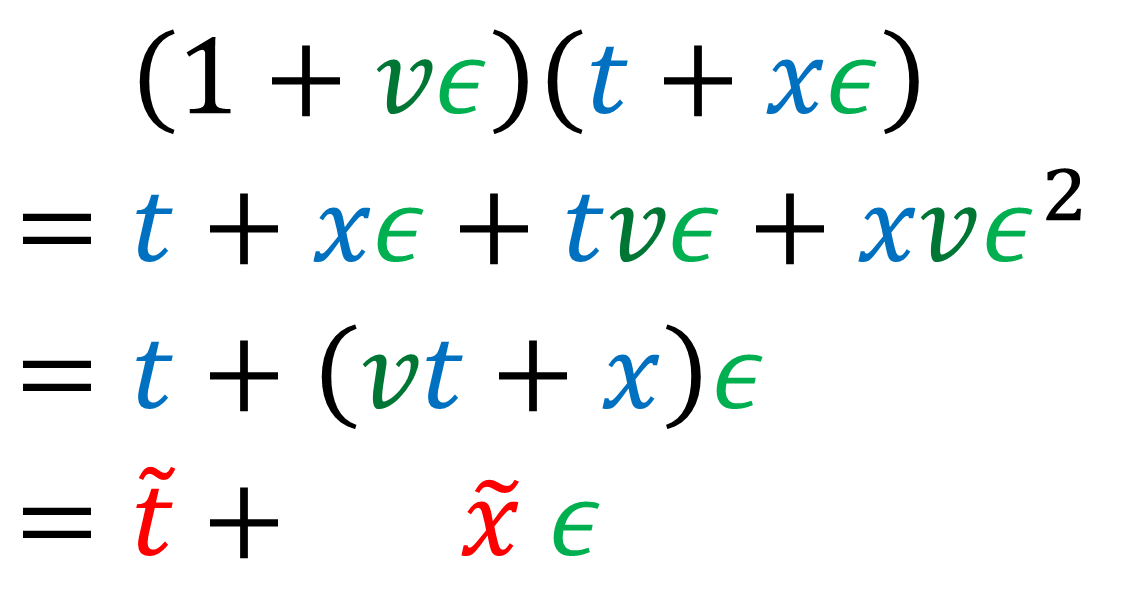 (1 + vϵ)(t + xϵ)
= t + xϵ + tvϵ + xvϵ²
= t + (vt + x)ϵ
= t̃ + x̃ ϵ